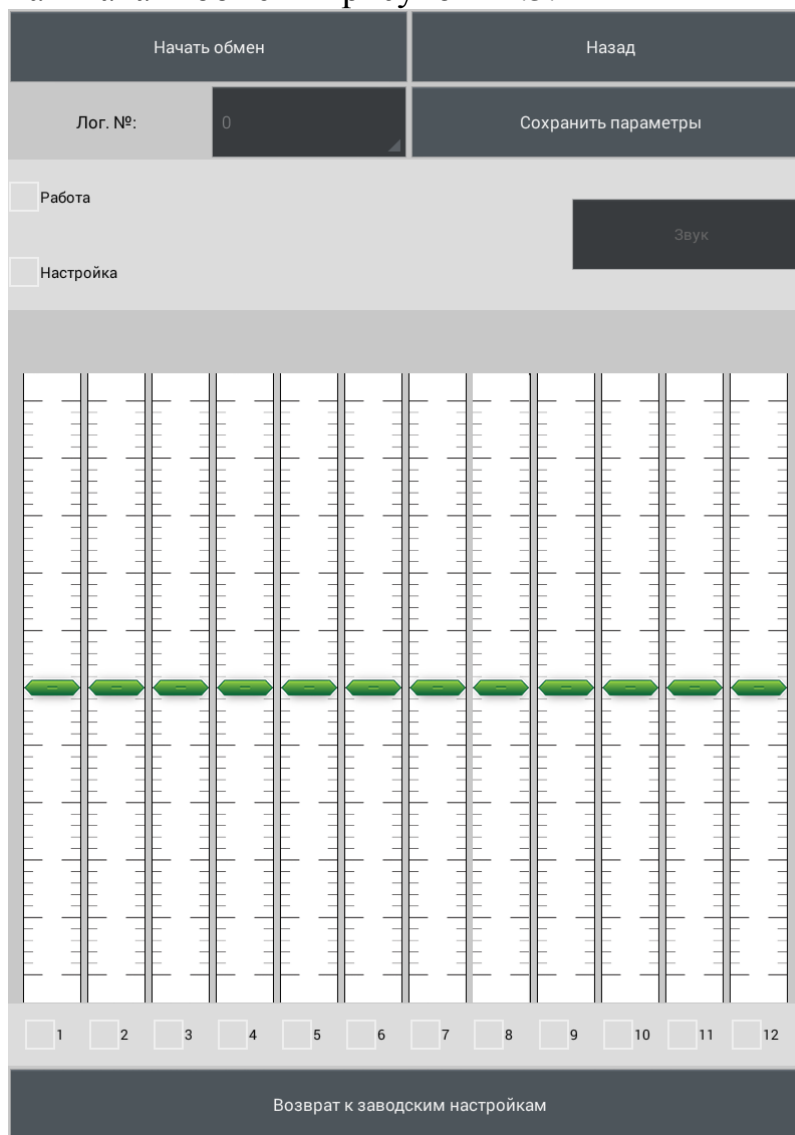 Начать обмен
Назад
Лог. №:
0
Сохранить параметры
Работа
Звук
Настройка
1 2 3 4 5 6 7 8 9 10 11 12
Возврат к заводским настройкам